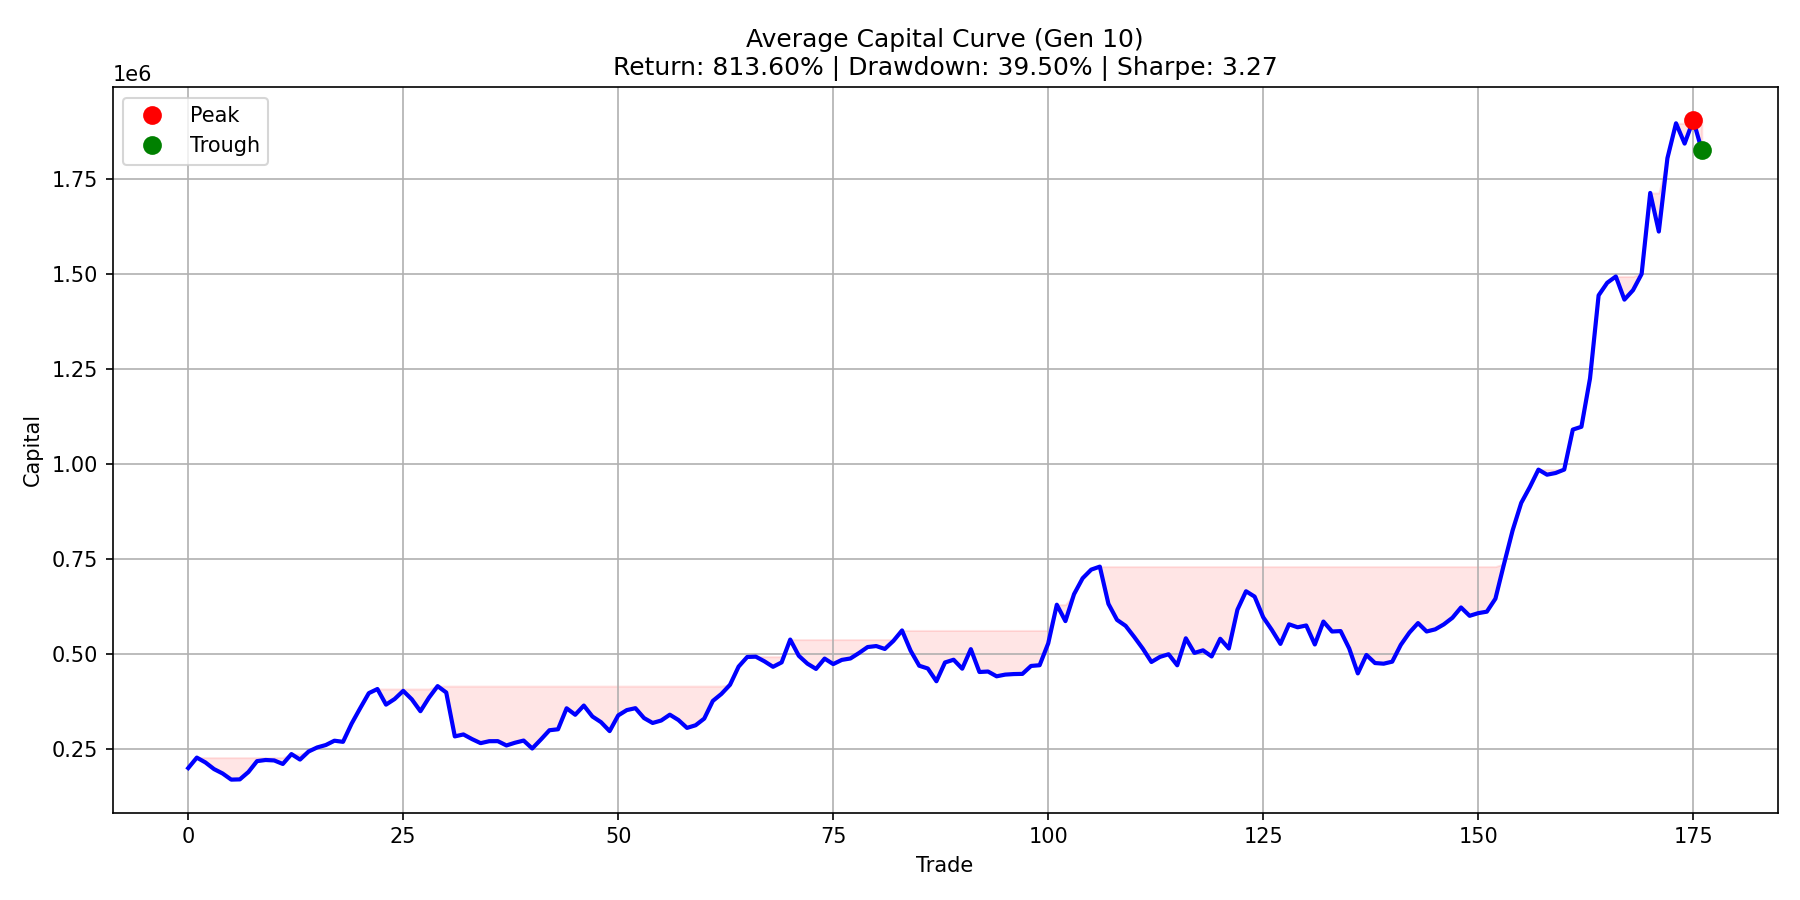 Average Capital Curve (Gen 10)
Return: 813.60% | Drawdown: 39.50% | Sharpe: 3.27
1e6
Peak
Trough
1.75
1.50
1.25
1.00
0.75
0.50
0.25
Capital
0 25 50 75 100 125 150 175
Trade